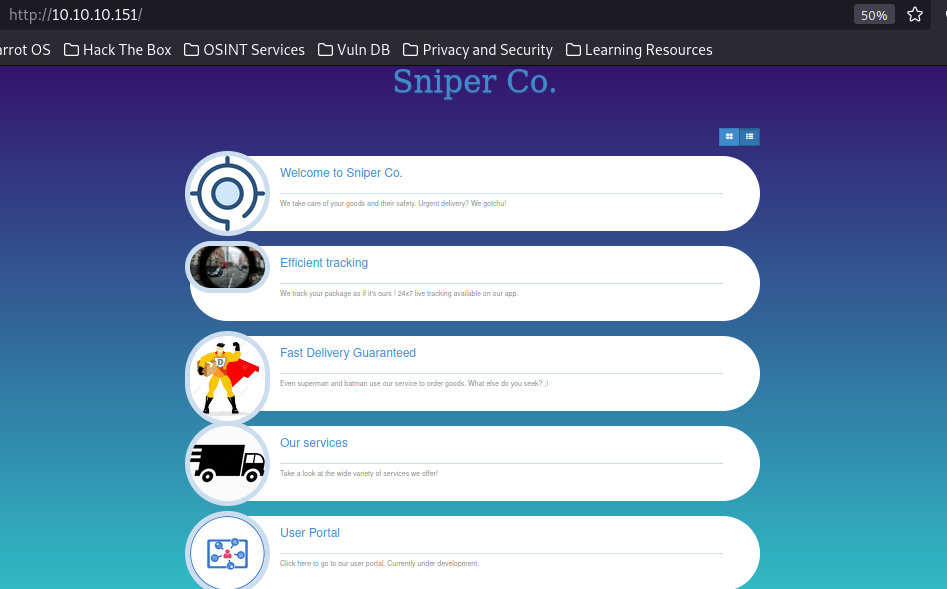 http://10.10.10.151/
50%
arrot OS Hack The Box OSINT Services Vuln DB Privacy and Security Learning Resources
Sniper Co.
Welcome to Sniper Co.
We take care of your goods and their safety. Urgent delivery? We gotchu!
Efficient tracking
We track your package as if it's ours ! 24x7 live tracking available on our app.
Fast Delivery Guaranteed
D
Even superman and batman use our service to order goods. What else do you seek? ;)
Our services
Take a look at the wide variety of services we offer!
User Portal
Click here to go to our user portal. Currently under development.